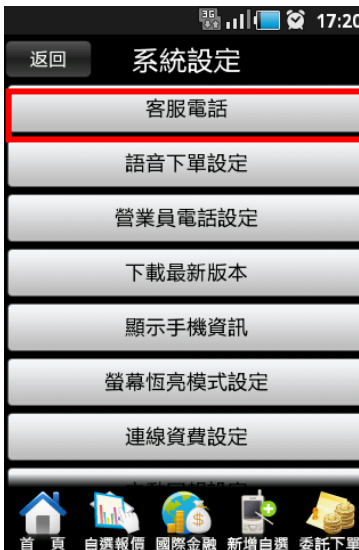 3G 17:20
返回 系統設定
客服電話
語音下單設定
營業員電話設定
下載最新版本
顯示手機資訊
螢幕恆亮模式設定
連線資費設定
首 頁 自選報價 國際金融 新增自選 委託下單